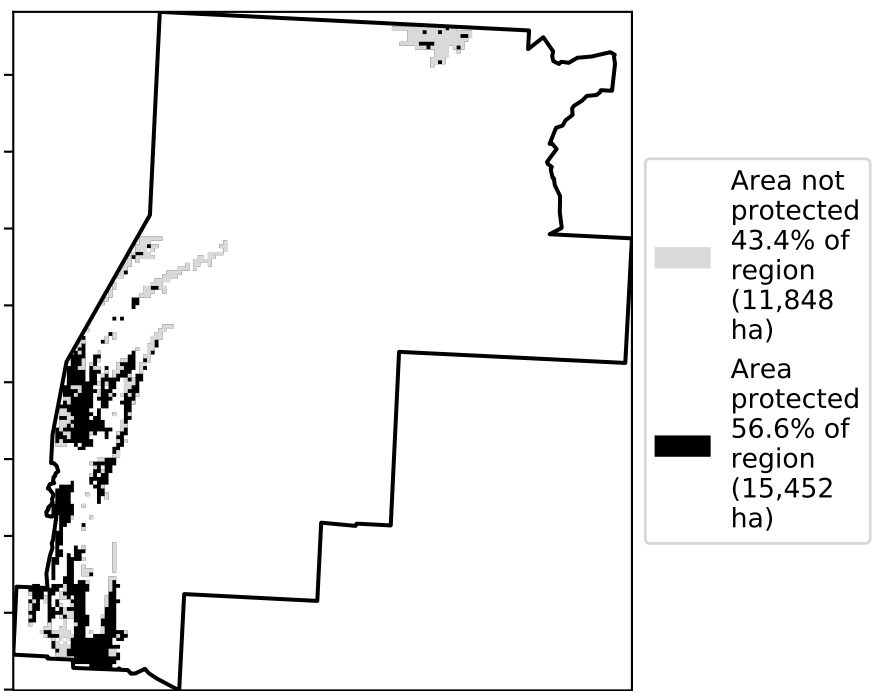 Area not
protected
43.4% of
region
(11,848
ha)
Area
protected
56.6% of
region
(15,452
ha)